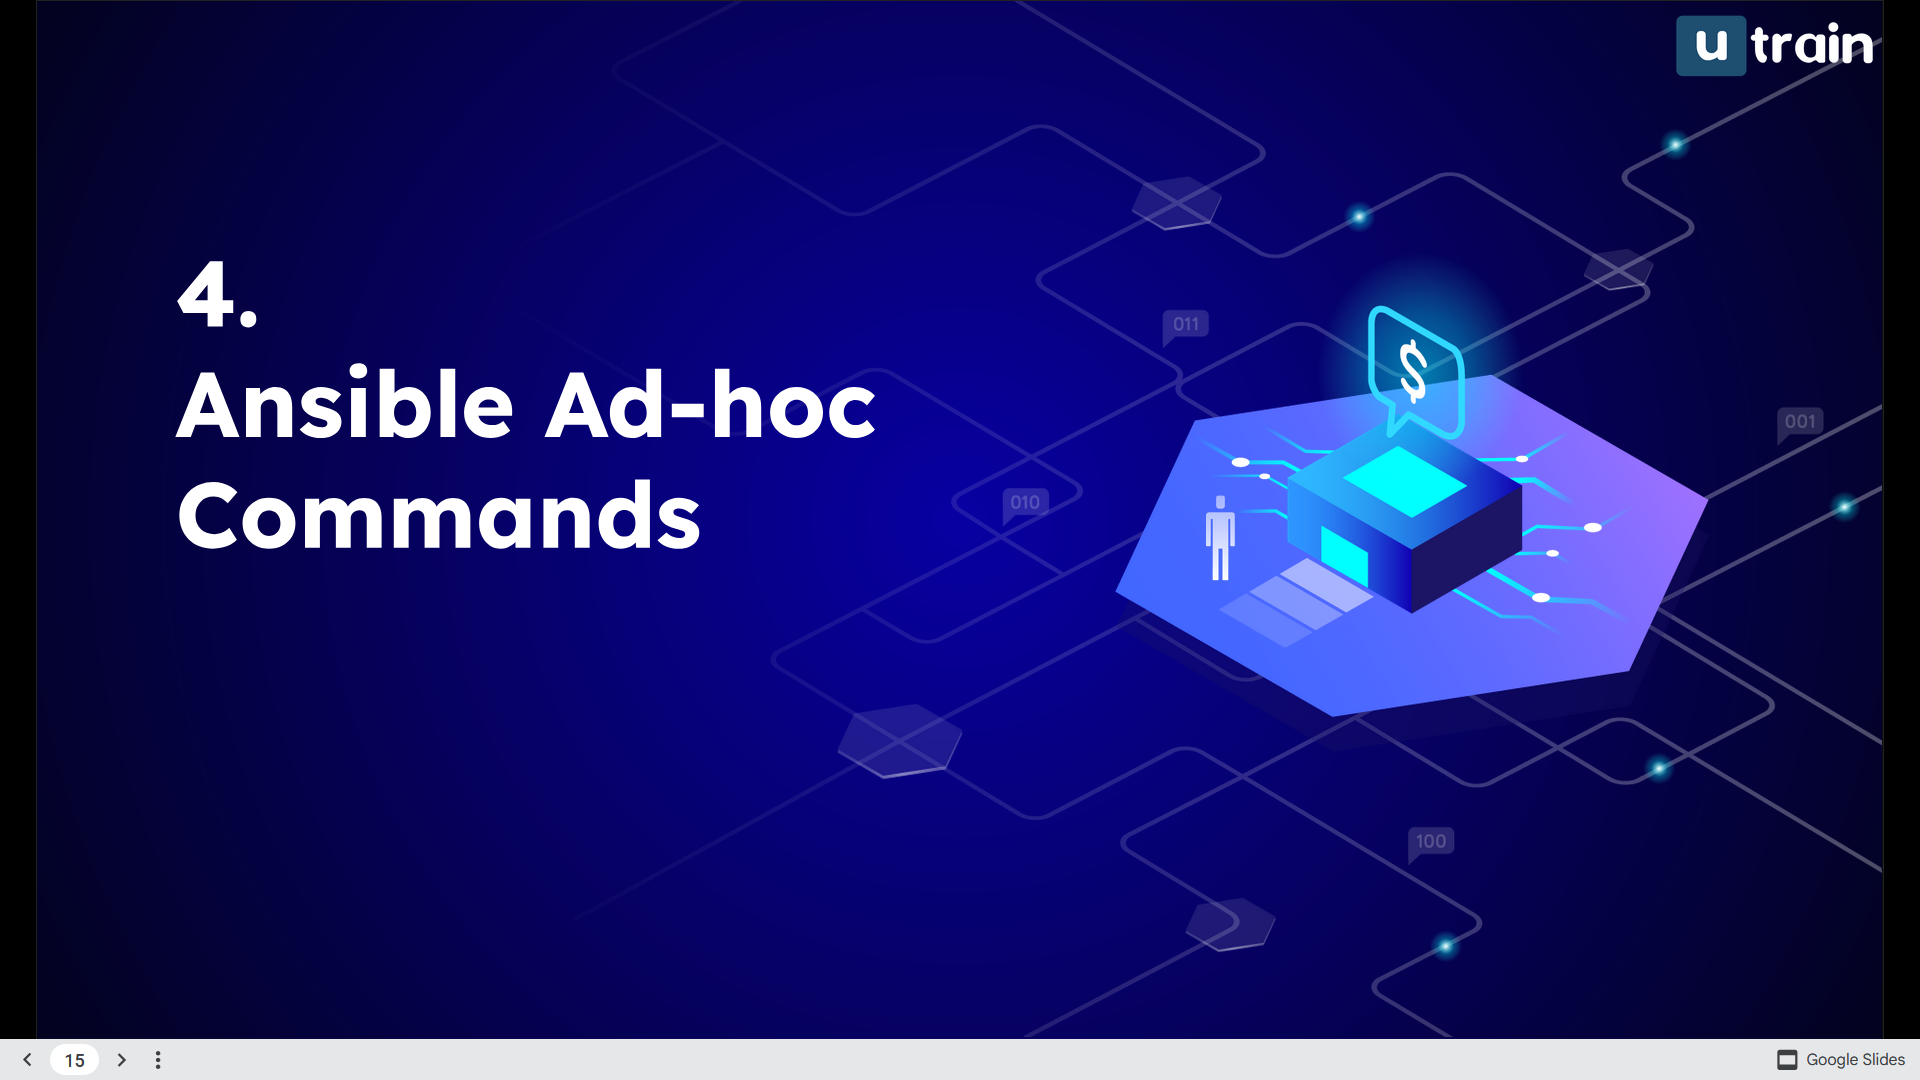 u train
4.
Ansible Ad-hoc
Commands
$
011
001
010
100
15
Google Slides